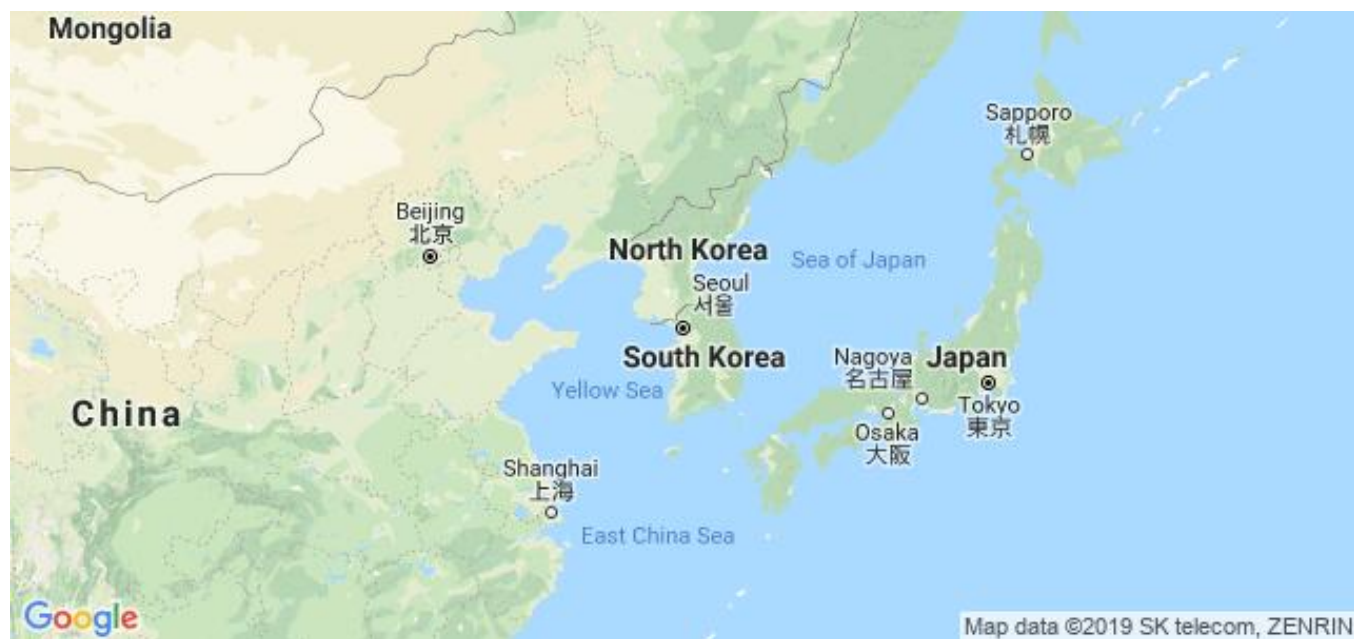 Mongolia
Sapporo
札幌
Beijing
北京
North Korea
Sea of Japan
Seoul
서울
South Korea
Nagoya
名古屋
Japan
Yellow Sea
China
Tokyo
東京
Osaka
大阪
Shanghai
上海
East China Sea
Google
Map data ©2019 SK telecom, ZENRIN